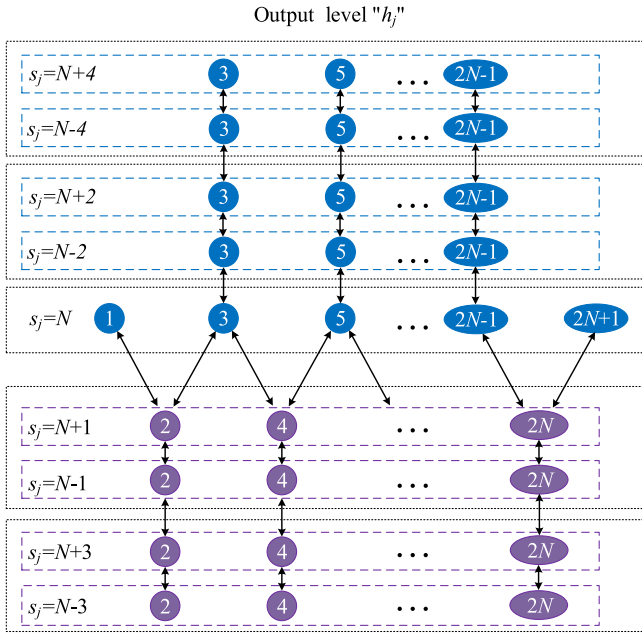 Output level "hj"
sj=N+4 3 5 ... 2N-1
sj=N-4 3 5 ... 2N-1
sj=N+2 3 5 ... 2N-1
sj=N-2 3 5 ... 2N-1
sj=N 1 3 5 ... 2N-1 2N+1
sj=N+1 2 4 ... 2N
sj=N-1 2 4 ... 2N
sj=N+3 2 4 ... 2N
sj=N-3 2 4 ... 2N